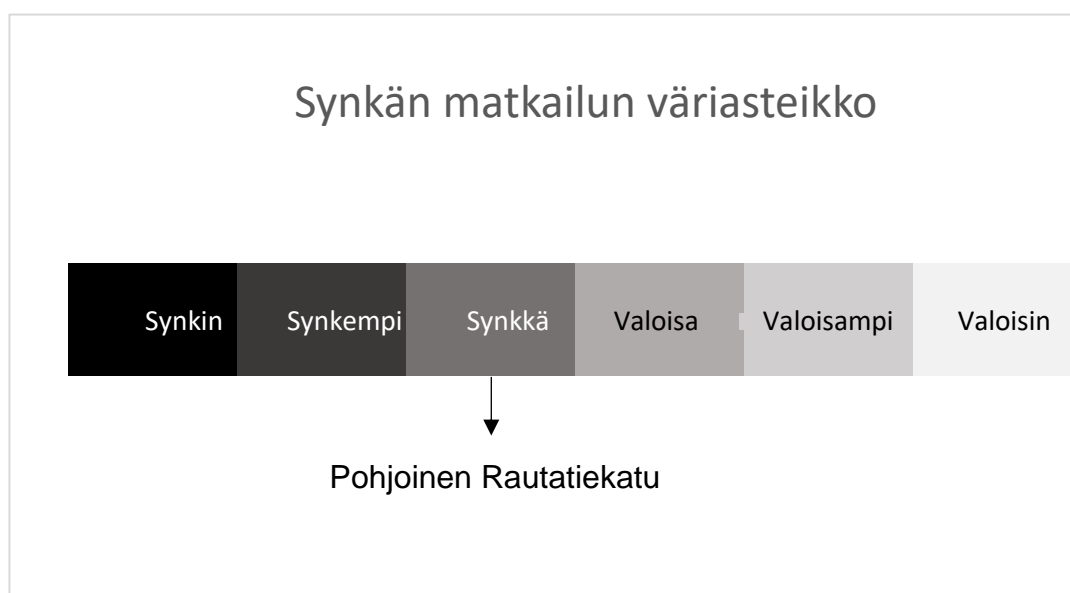 Synkän matkailun väriasteikko
Synkin Synkempi Synkkä Valoisa Valoisampi Valoisin
Pohjoinen Rautatiekatu